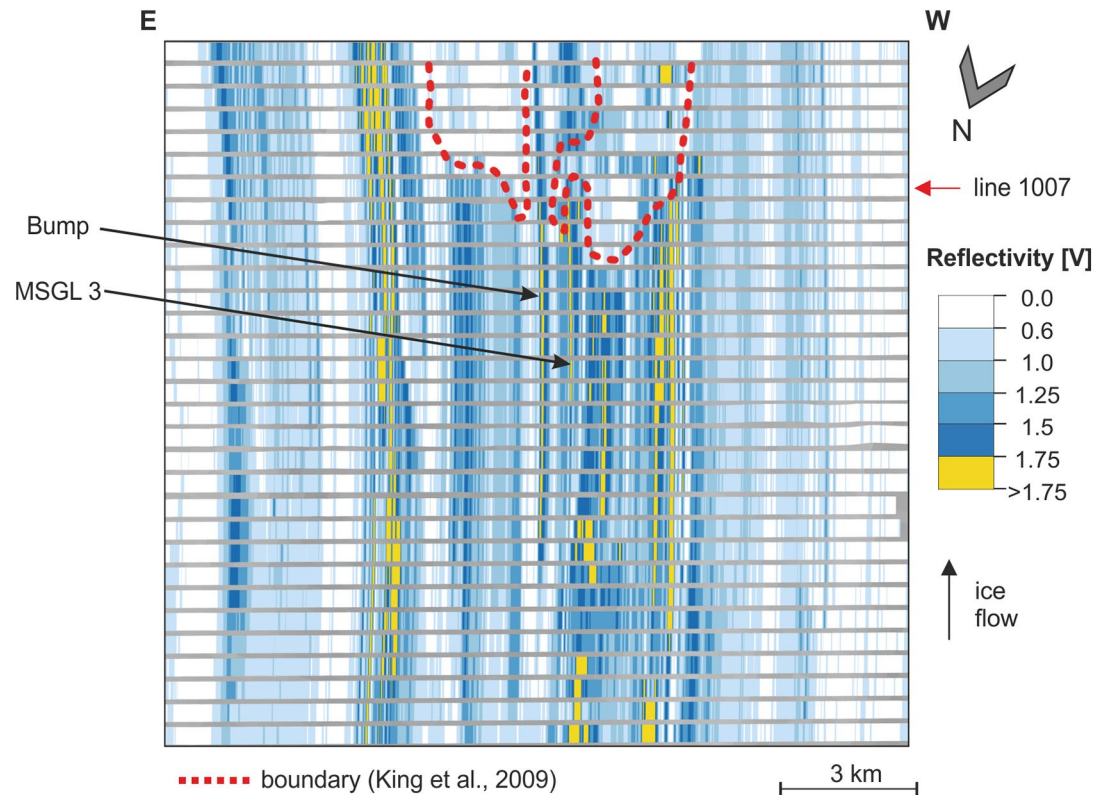 E
W
N
line 1007
Bump
MSGL 3
Reflectivity [V]
0.0
0.6
1.0
1.25
1.5
1.75
>1.75
ice
flow
boundary (King et al., 2009)
3 km